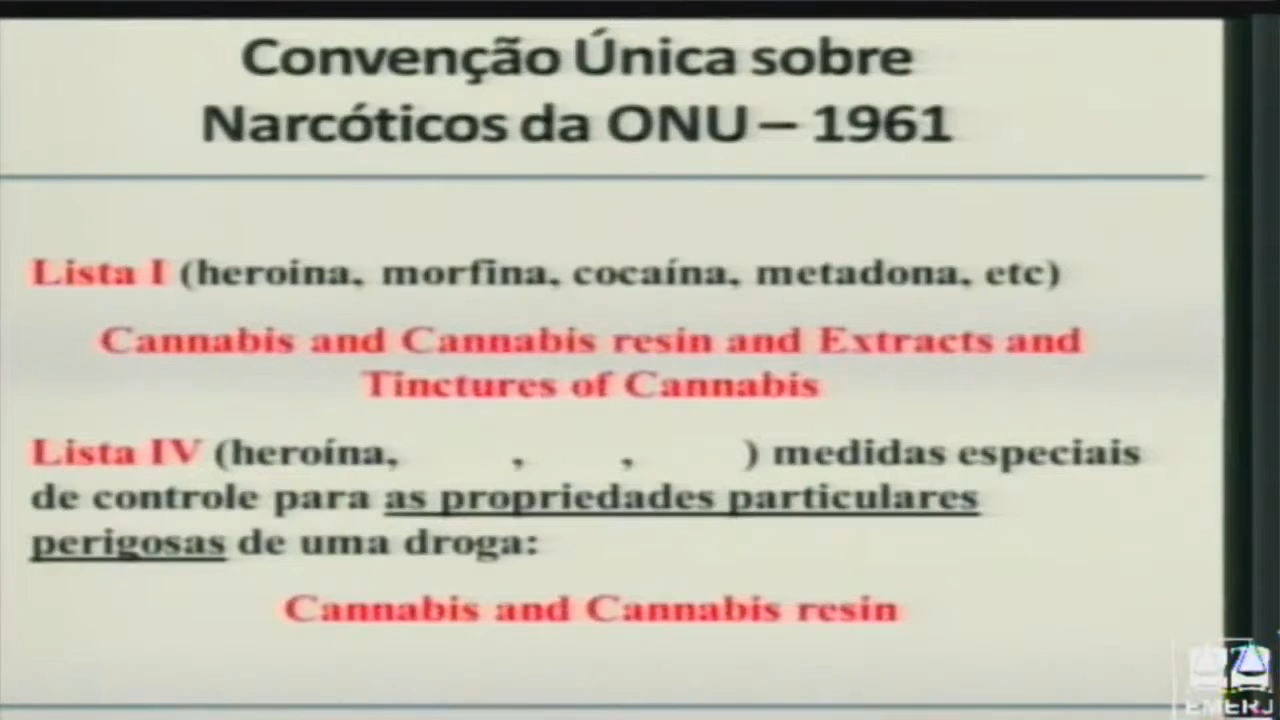 Convenção Única sobre
Narcóticos da ONU – 1961
Lista I (heroína, morfina, cocaína, metadona, etc)
Cannabis and Cannabis resin and Extracts and
Tinctures of Cannabis
Lista IV (heroína, , , ) medidas especiais
de controle para as propriedades particulares
perigosas de uma droga:
Cannabis and Cannabis resin
EMERJ